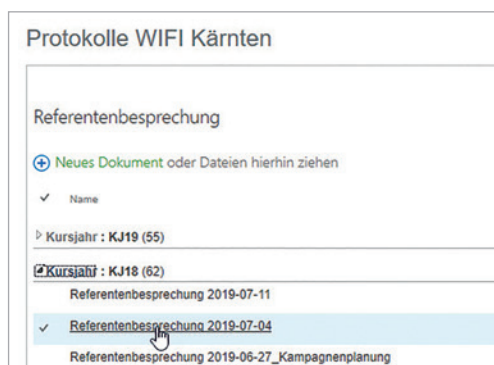 Protokolle WIFI Kärnten
Referentenbesprechung
Neues Dokument oder Dateien hierhin ziehen
Name
Kursjahr : KJ19 (55)
Kursjahr : KJ18 (62)
Referentenbesprechung 2019-07-11
Referentenbesprechung 2019-07-04
Referentenbesprechung 2019-06-27_Kampagnenplanung